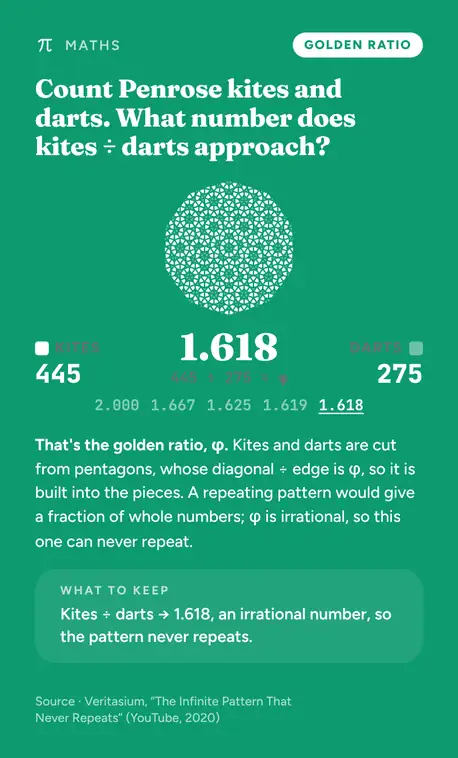 π MATHS
GOLDEN RATIO
Count Penrose kites and
darts. What number does
kites ÷ darts approach?
KITES
445
1.618
445 ÷ 275 → φ
DARTS
275
2.000 1.667 1.625 1.619 1.618
That's the golden ratio, φ. Kites and darts are cut
from pentagons, whose diagonal ÷ edge is φ, so it is
built into the pieces. A repeating pattern would give
a fraction of whole numbers; φ is irrational, so this
one can never repeat.
WHAT TO KEEP
Kites ÷ darts → 1.618, an irrational number, so
the pattern never repeats.
Source · Veritasium, “The Infinite Pattern That
Never Repeats” (YouTube, 2020)